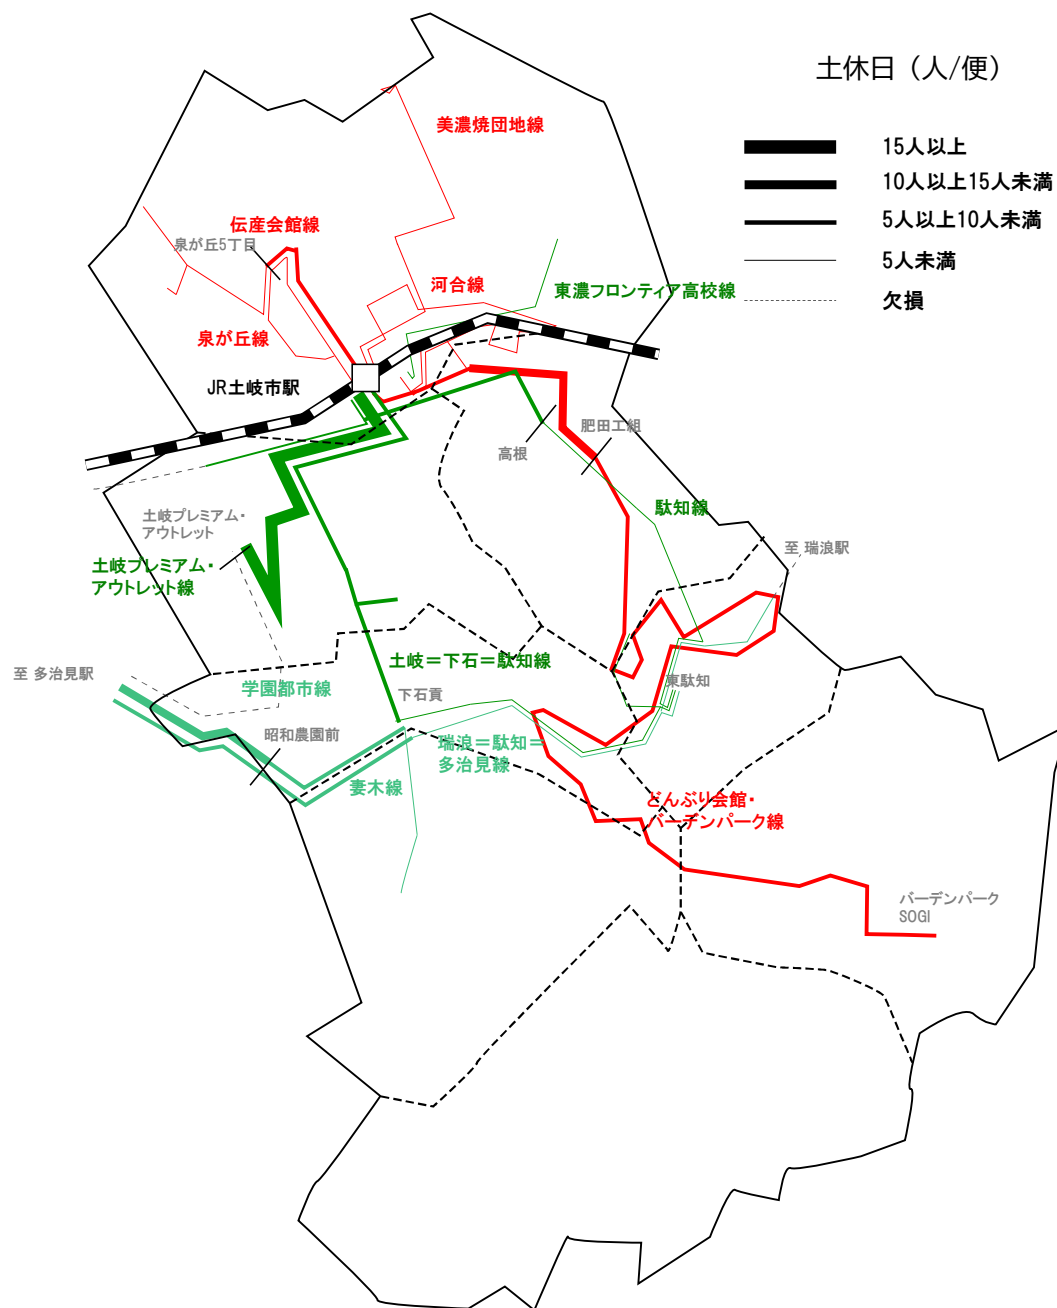 土休日（人/便）
15人以上
10人以上15人未満
5人以上10人未満
5人未満
欠損
美濃焼団地線
伝産会館線
泉が丘5丁目
河合線
東濃フロンティア高校線
泉が丘線
JR土岐市駅
肥田工組
高根
駄知線
土岐プレミアム・
アウトレット
至 瑞浪駅
土岐プレミアム・
アウトレット線
土岐＝下石＝駄知線
至 多治見駅
学園都市線
下石貢
東駄知
昭和農園前
瑞浪＝駄知＝
多治見線
妻木線
どんぶり会館・
バーデンパーク線
バーデンパーク
SOGI